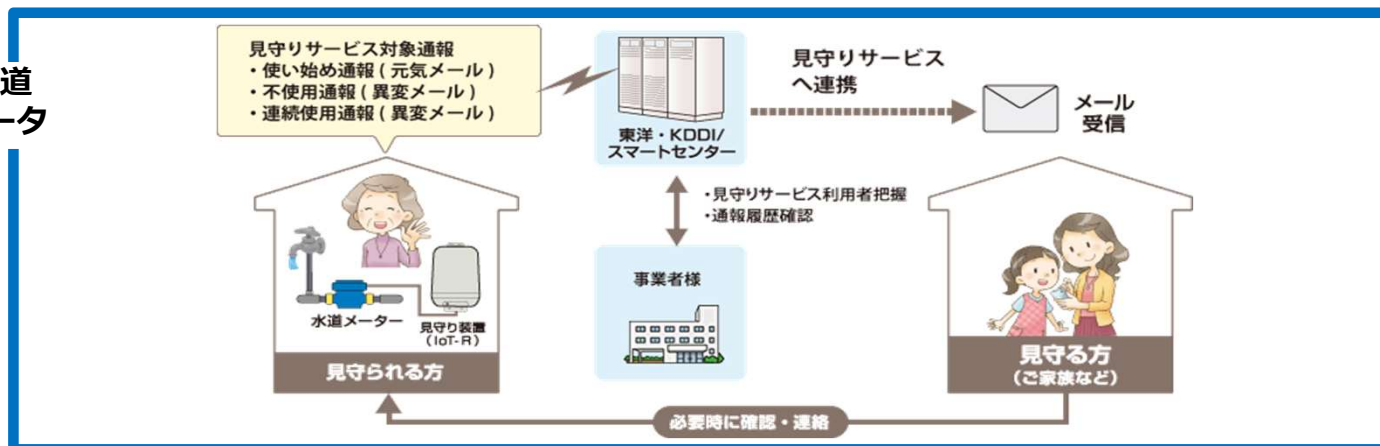 道
ータ
見守りサービス対象通報
・使い始め通報 ( 元気メール )
・不使用通報 ( 異変メール )
・連続使用通報 ( 異変メール )
東洋・KDDI/
スマートセンター
見守りサービス
へ連携
メール
受信
・見守りサービス利用者把握
・通報履歴確認
事業者様
水道メーター
見守り装置
(IoT-R)
見守られる方
見守る方
(ご家族など)
必要時に確認・連絡